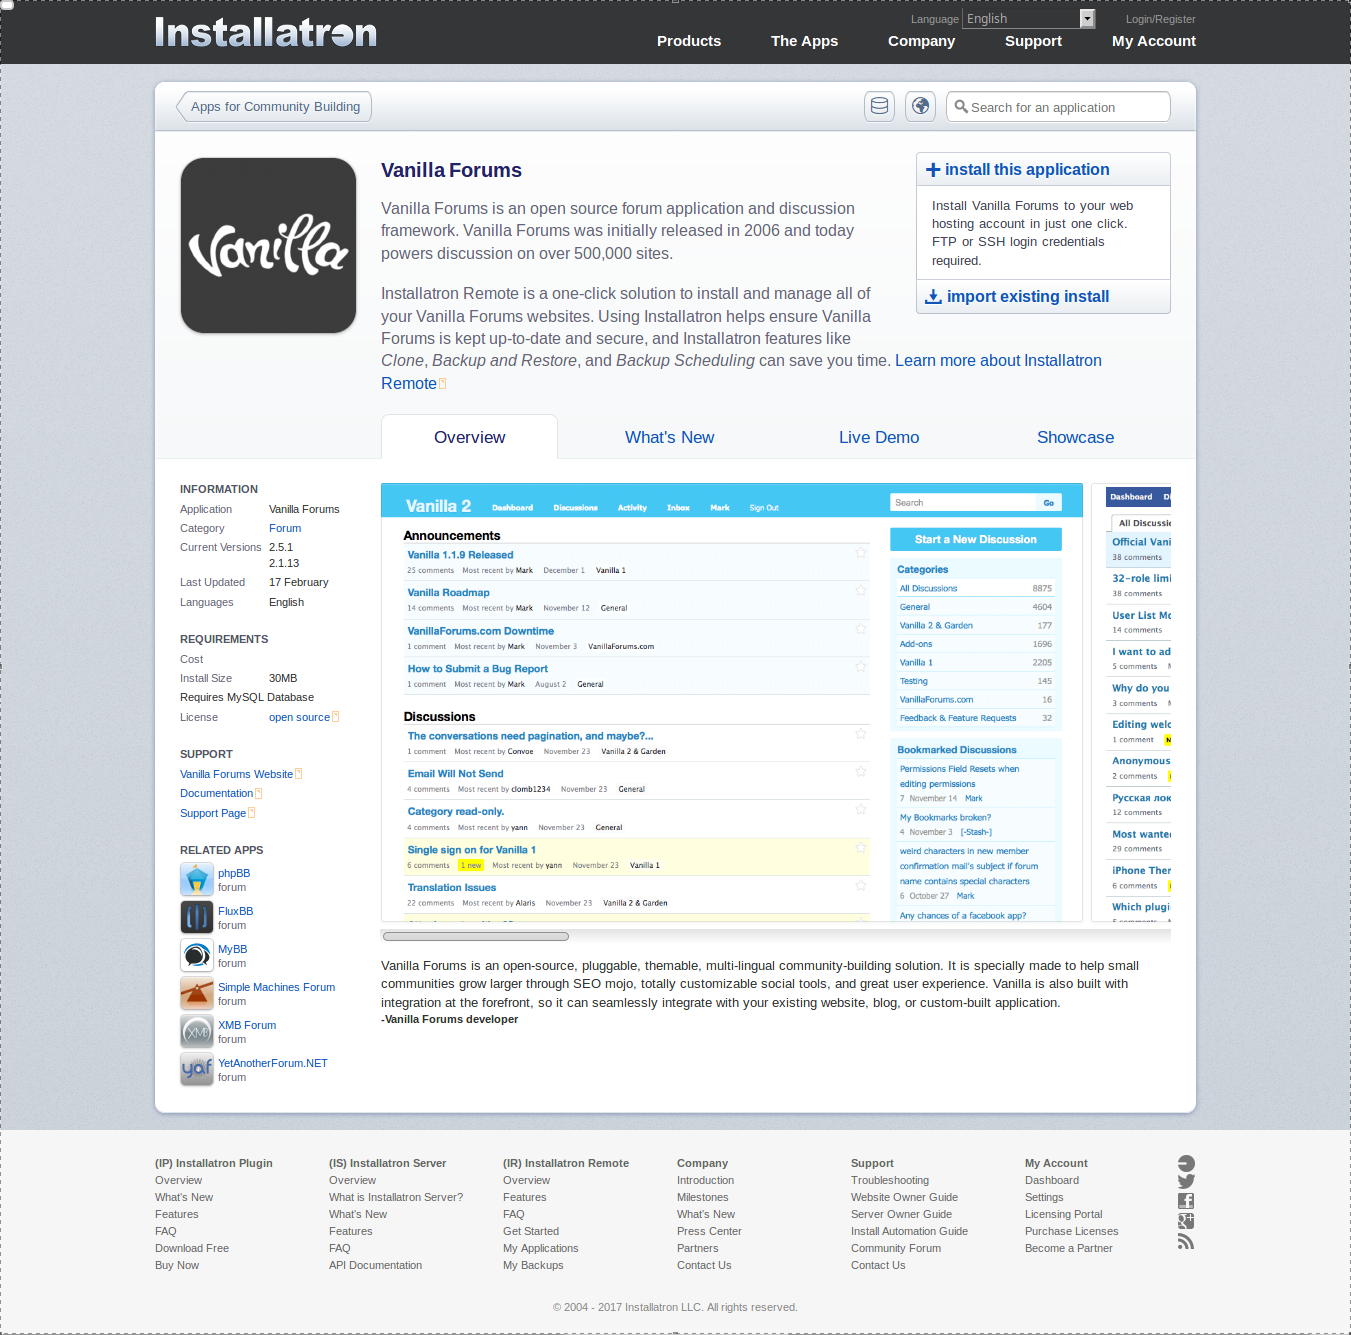 Installatron
Language English Login/Register
Products The Apps Company Support My Account
Apps for Community Building
Search for an application
Vanilla
Vanilla Forums
Vanilla Forums is an open source forum application and discussion
framework. Vanilla Forums was initially released in 2006 and today
powers discussion on over 500,000 sites.
Installatron Remote is a one-click solution to install and manage all of
your Vanilla Forums websites. Using Installatron helps ensure Vanilla
Forums is kept up-to-date and secure, and Installatron features like
Clone, Backup and Restore, and Backup Scheduling can save you time. Learn more about Installatron
Remote
install this application
Install Vanilla Forums to your web
hosting account in just one click.
FTP or SSH login credentials
required.
import existing install
Overview What's New Live Demo Showcase
INFORMATION
Application Vanilla Forums
Category Forum
Current Versions 2.5.1
2.1.13
Last Updated 17 February
Languages English
REQUIREMENTS
Cost
Install Size 30MB
Requires MySQL Database
License open source
SUPPORT
Vanilla Forums Website
Documentation
Support Page
RELATED APPS
phpBB
forum
FluxBB
forum
MyBB
forum
Simple Machines Forum
forum
XMB
XMB Forum
forum
yaf
YetAnotherForum.NET
forum
Vanilla 2 Dashboard Discussions Activity Inbox Mark Sign Out Search Go
Announcements
Vanilla 1.1.9 Released
25 comments Most recent by Mark December 1 Vanilla 1
Vanilla Roadmap
14 comments Most recent by Mark November 12 General
VanillaForums.com Downtime
1 comment Most recent by Mark November 3 VanillaForums.com
How to Submit a Bug Report
1 comment Most recent by Mark August 2 General
Discussions
The conversations need pagination, and maybe?...
1 comment Most recent by Convoe November 23 Vanilla 2 & Garden
Email Will Not Send
4 comments Most recent by clomb1234 November 23 General
Category read-only.
4 comments Most recent by yann November 23 General
Single sign on for Vanilla 1
6 comments 1 new Most recent by yann November 23 Vanilla 1
Translation Issues
22 comments Most recent by Alaris November 23 Vanilla 2 & Garden
Start a New Discussion
Categories
All Discussions 8875
General 4604
Vanilla 2 & Garden 177
Add-ons 1696
Vanilla 1 2205
Testing 145
VanillaForums.com 16
Feedback & Feature Requests 32
Bookmarked Discussions
Permissions Field Resets when
editing permissions
7 November 14 Mark
My Bookmarks broken?
4 November 3 [-Stash-]
weird characters in new member
confirmation mail's subject if forum
name contains special characters
6 October 27 Mark
Any chances of a facebook app?
Dashboard Di
All Discussi
Official Vani
38 comments
32-role limi
38 comments
User List Mo
14 comments
I want to ad
5 comments
Why do you
3 comments
Editing welc
1 comment
Anonymous
2 comments
Русская лок
12 comments
Most wante
29 comments
iPhone Ther
6 comments
Which plugi
Vanilla Forums is an open-source, pluggable, themable, multi-lingual community-building solution. It is specially made to help small
communities grow larger through SEO mojo, totally customizable social tools, and great user experience. Vanilla is also built with
integration at the forefront, so it can seamlessly integrate with your existing website, blog, or custom-built application.
-Vanilla Forums developer
(IP) Installatron Plugin
Overview
What's New
Features
FAQ
Download Free
Buy Now
(IS) Installatron Server
Overview
What is Installatron Server?
What's New
Features
FAQ
API Documentation
(IR) Installatron Remote
Overview
Features
FAQ
Get Started
My Applications
My Backups
Company
Introduction
Milestones
What's New
Press Center
Partners
Contact Us
Support
Troubleshooting
Website Owner Guide
Server Owner Guide
Install Automation Guide
Community Forum
Contact Us
My Account
Dashboard
Settings
Licensing Portal
Purchase Licenses
Become a Partner
© 2004 - 2017 Installatron LLC. All rights reserved.